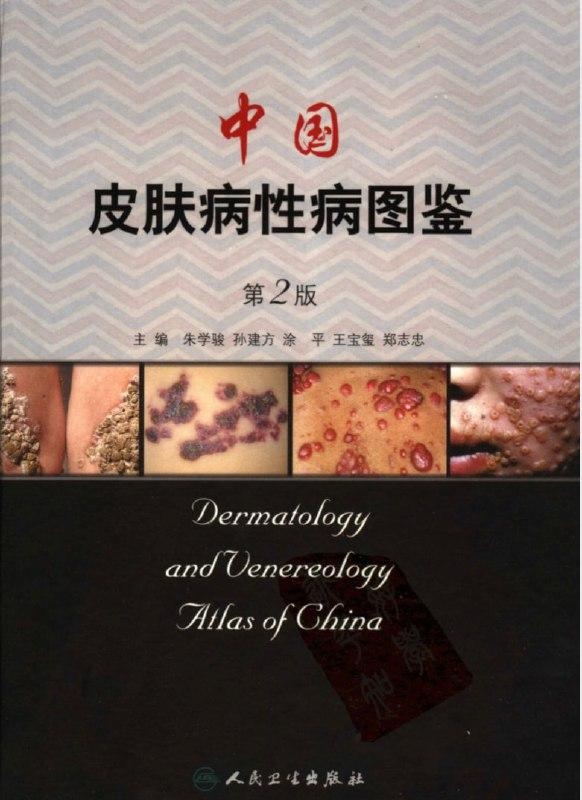 中国
皮肤病性病图鉴
第2版
主 编 朱学骏 孙建方 涂 平 王宝玺 郑志忠
Dermatology
and Venereology
Atlas of China
人民卫生出版社